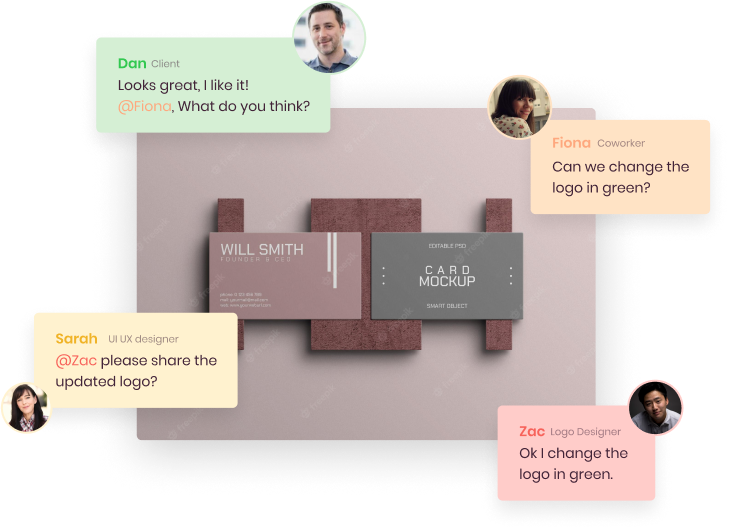 Dan Client
Looks great, I like it!
@Fiona, What do you think?
Fiona Coworker
Can we change the
logo in green?
WILL SMITH
FOUNDER & CEO
EDITABLE PSD
CARD
MOCKUP
SMART OBJECT
Sarah UI UX designer
@Zac please share the
updated logo?
Zac Logo Designer
Ok I change the
logo in green.